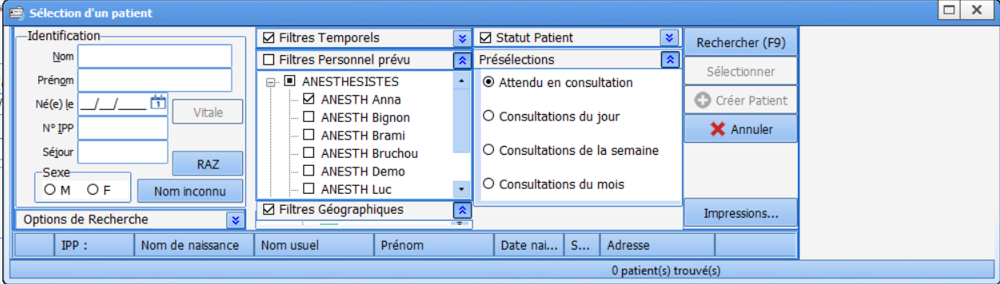 Sélection d'un patient
Identification
Nom
Prénom
Né(e) le __/__/____ 1
Vitale
N° IPP
Séjour
RAZ
Sexe
M F
Nom inconnu
Options de Recherche
Filtres Temporels
Filtres Personnel prévu
ANESTHESISTES
ANESTH Anna
ANESTH Bignon
ANESTH Brami
ANESTH Bruchou
ANESTH Demo
ANESTH Luc
Filtres Géographiques
Statut Patient
Présélections
Attendu en consultation
Consultations du jour
Consultations de la semaine
Consultations du mois
Rechercher (F9)
Sélectionner
Créer Patient
Annuler
Impressions...
IPP : Nom de naissance Nom usuel Prénom Date nai... S... Adresse
0 patient(s) trouvé(s)